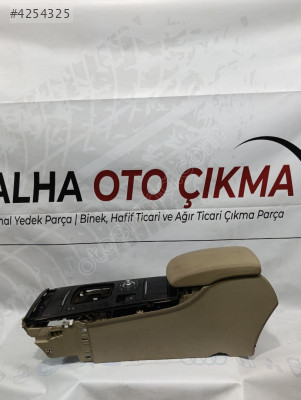 #4254325
ALHA OTO ÇIKMA
nal Yedek Parça | Binek, Hafif Ticari ve Ağır Ticari Çıkma Parça